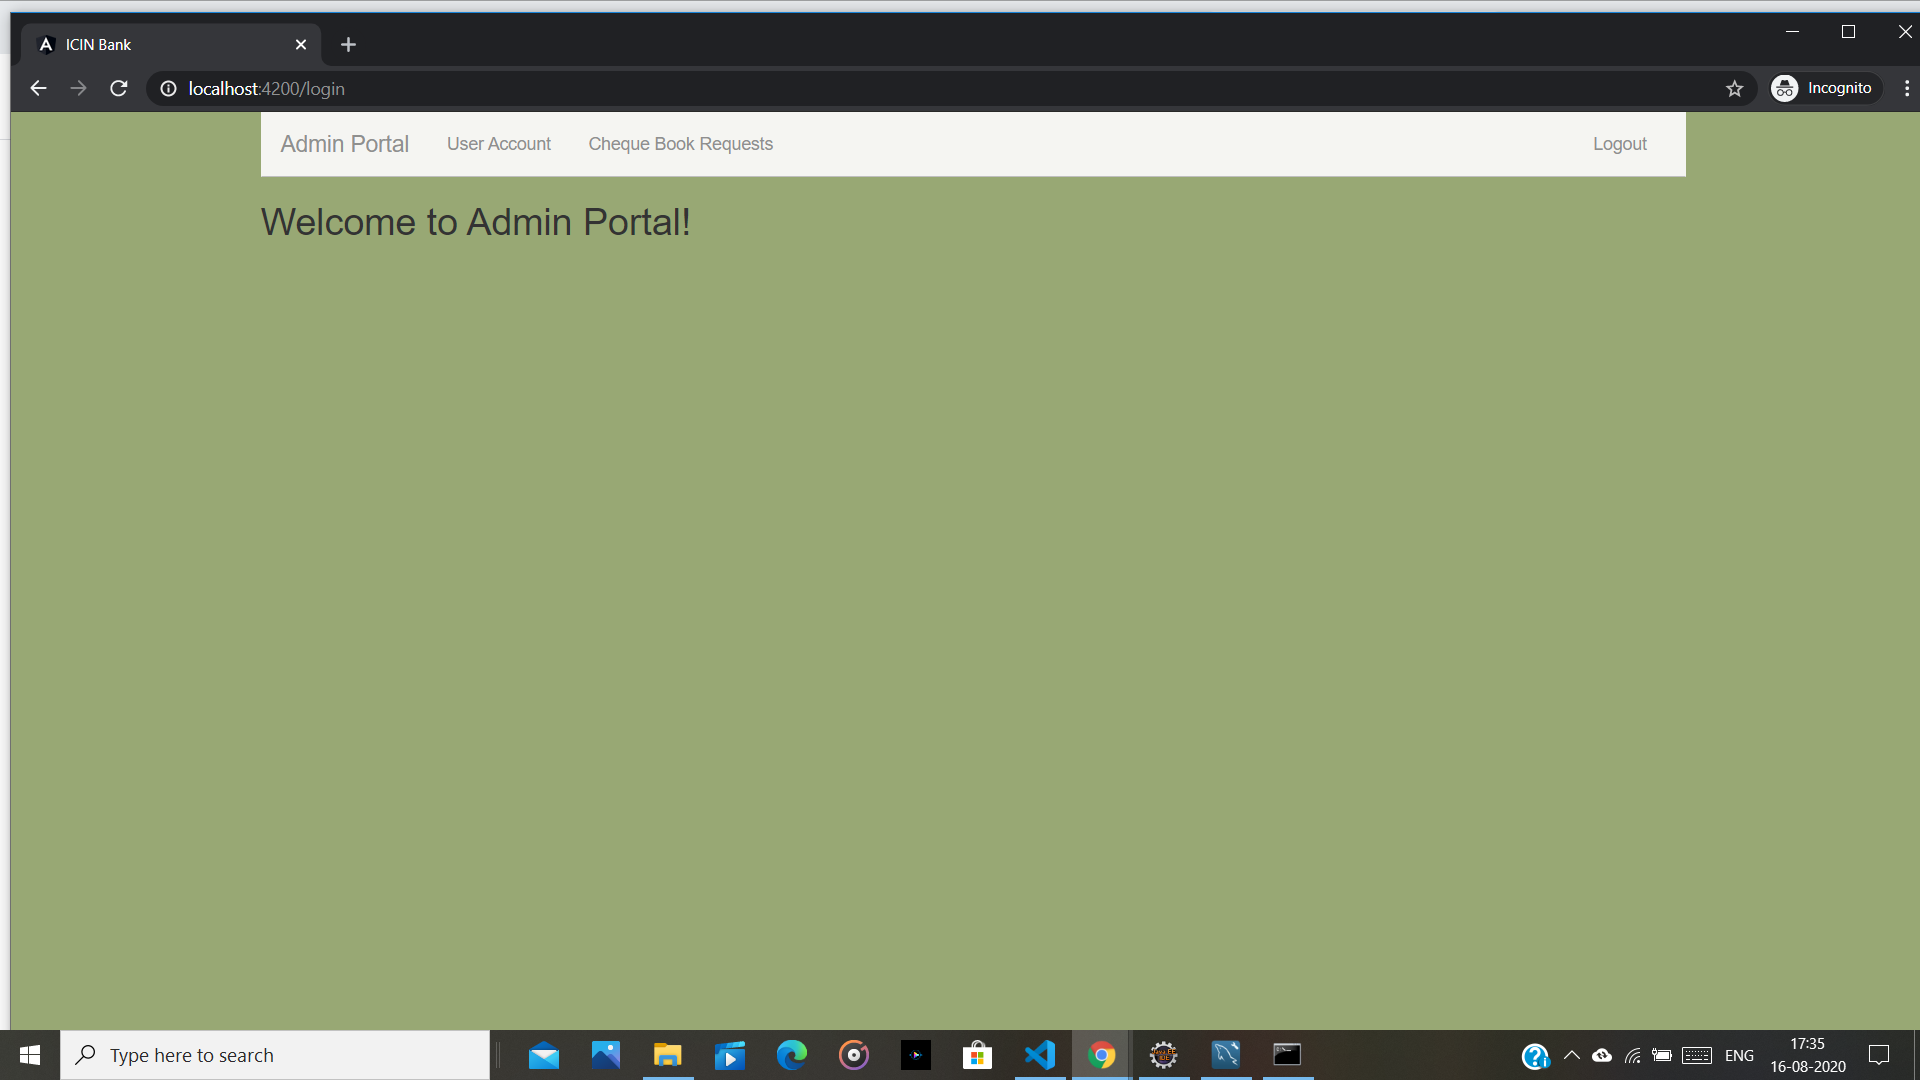 ICIN Bank
localhost:4200/login
Incognito
Admin Portal
User Account
Cheque Book Requests
Logout
Welcome to Admin Portal!
Type here to search
ENG
17:35
16-08-2020